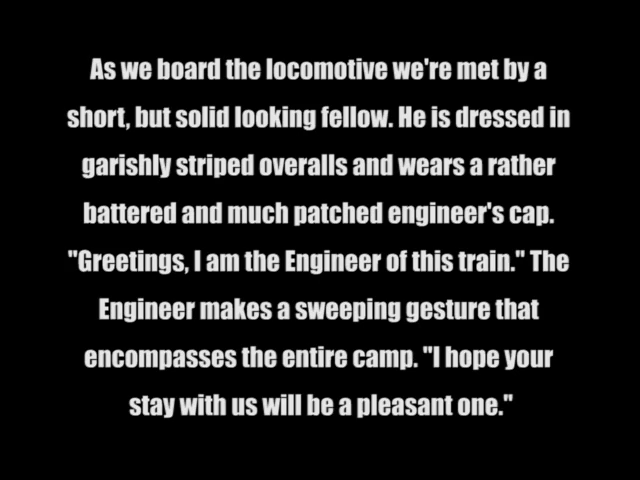 As we board the locomotive we're met by a
short, but solid looking fellow. He is dressed in
garishly striped overalls and wears a rather
battered and much patched engineer's cap.
"Greetings, I am the Engineer of this train." The
Engineer makes a sweeping gesture that
encompasses the entire camp. "I hope your
stay with us will be a pleasant one."